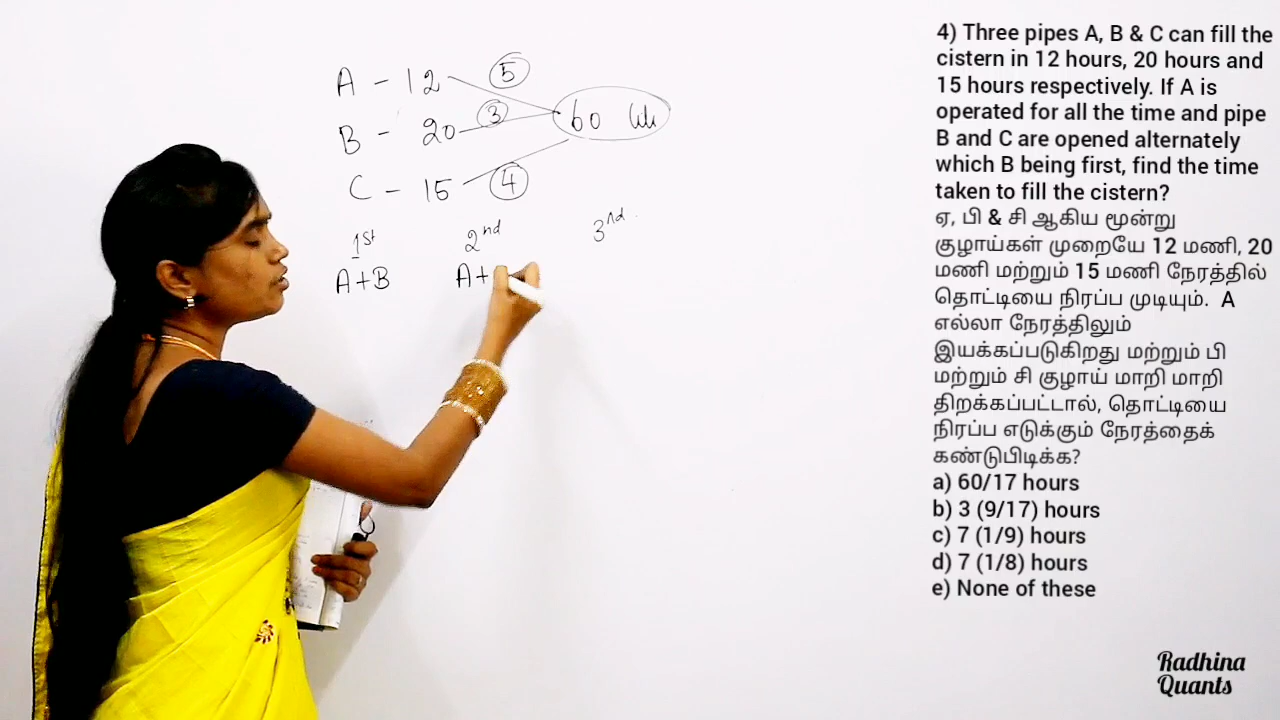 A - 12 5
B - 20 3 60 lit
C - 15 4
1st 2nd 3rd
A+B A+
4) Three pipes A, B & C can fill the
cistern in 12 hours, 20 hours and
15 hours respectively. If A is
operated for all the time and pipe
B and C are opened alternately
which B being first, find the time
taken to fill the cistern?
ஏ, பி & சி ஆகிய மூன்று
குழாய்கள் முறையே 12 மணி, 20
மணி மற்றும் 15 மணி நேரத்தில்
தொட்டியை நிரப்ப முடியும். A
எல்லா நேரத்திலும்
இயக்கப்படுகிறது மற்றும் பி
மற்றும் சி குழாய் மாறி மாறி
திறக்கப்பட்டால், தொட்டியை
நிரப்ப எடுக்கும் நேரத்தைக்
கண்டுபிடிக்க?
a) 60/17 hours
b) 3 (9/17) hours
c) 7 (1/9) hours
d) 7 (1/8) hours
e) None of these
Radhina
Quants